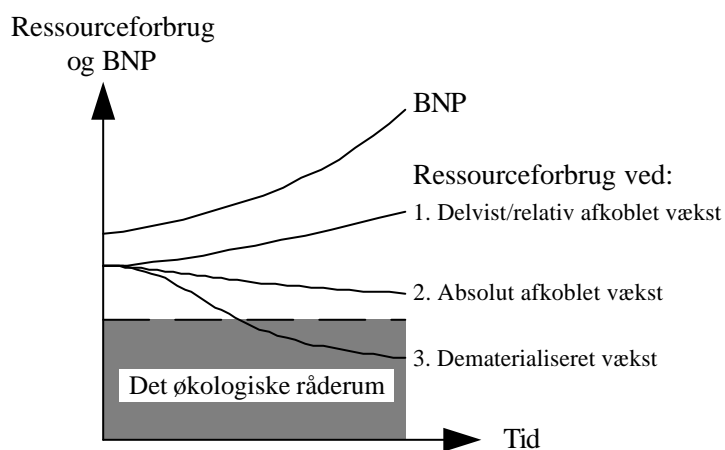 Ressourceforbrug
og BNP
BNP
Ressourceforbrug ved:
1. Delvist/relativ afkoblet vækst
2. Absolut afkoblet vækst
3. Dematerialiseret vækst
Det økologiske råderum
Tid